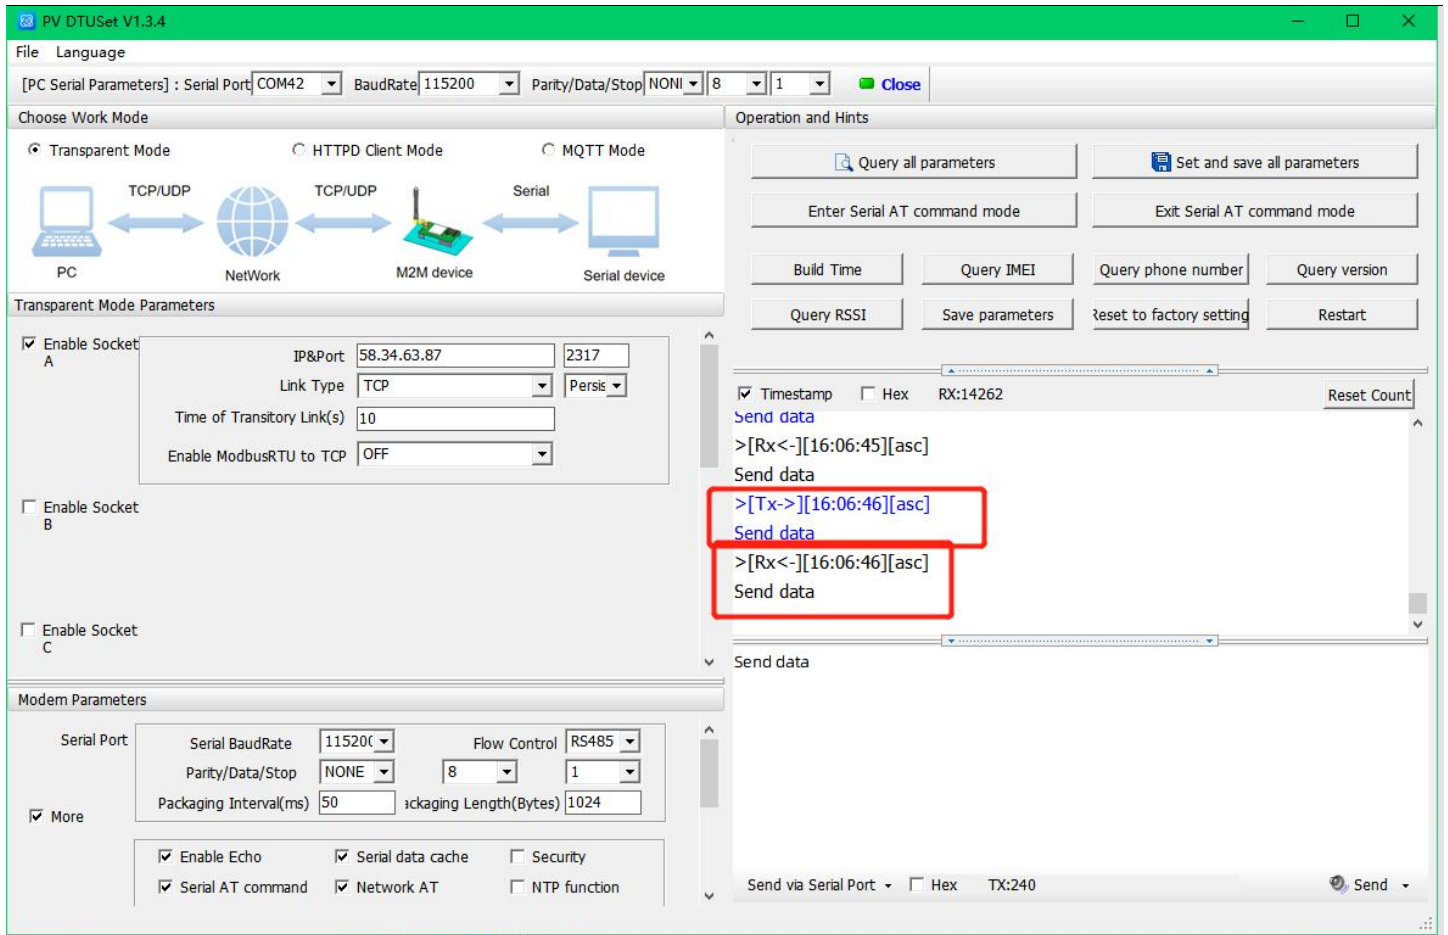 PV DTUSet V1.3.4
File Language
[PC Serial Parameters] : Serial Port COM42 BaudRate 115200 Parity/Data/Stop NONI 8 1 Close
Choose Work Mode
Transparent Mode HTTPD Client Mode MQTT Mode
TCP/UDP TCP/UDP Serial
PC NetWork M2M device Serial device
Transparent Mode Parameters
Enable Socket
A
IP&Port 58.34.63.87 2317
Link Type TCP Persis
Time of Transitory Link(s) 10
Enable ModbusRTU to TCP OFF
Enable Socket
B
Enable Socket
C
Modem Parameters
Serial Port
Serial BaudRate 11520( Flow Control RS485
Parity/Data/Stop NONE 8 1
Packaging Interval(ms) 50 ackaging Length(Bytes) 1024
More
Enable Echo Serial data cache Security
Serial AT command Network AT NTP function
Operation and Hints
Query all parameters Set and save all parameters
Enter Serial AT command mode Exit Serial AT command mode
Build Time Query IMEI Query phone number Query version
Query RSSI Save parameters Reset to factory setting Restart
Timestamp Hex RX:14262 Reset Count
Send data
>[Rx<-][16:06:45][asc]
Send data
>[Tx->][16:06:46][asc]
Send data
>[Rx<-][16:06:46][asc]
Send data
Send data
Send via Serial Port Hex TX:240 Send